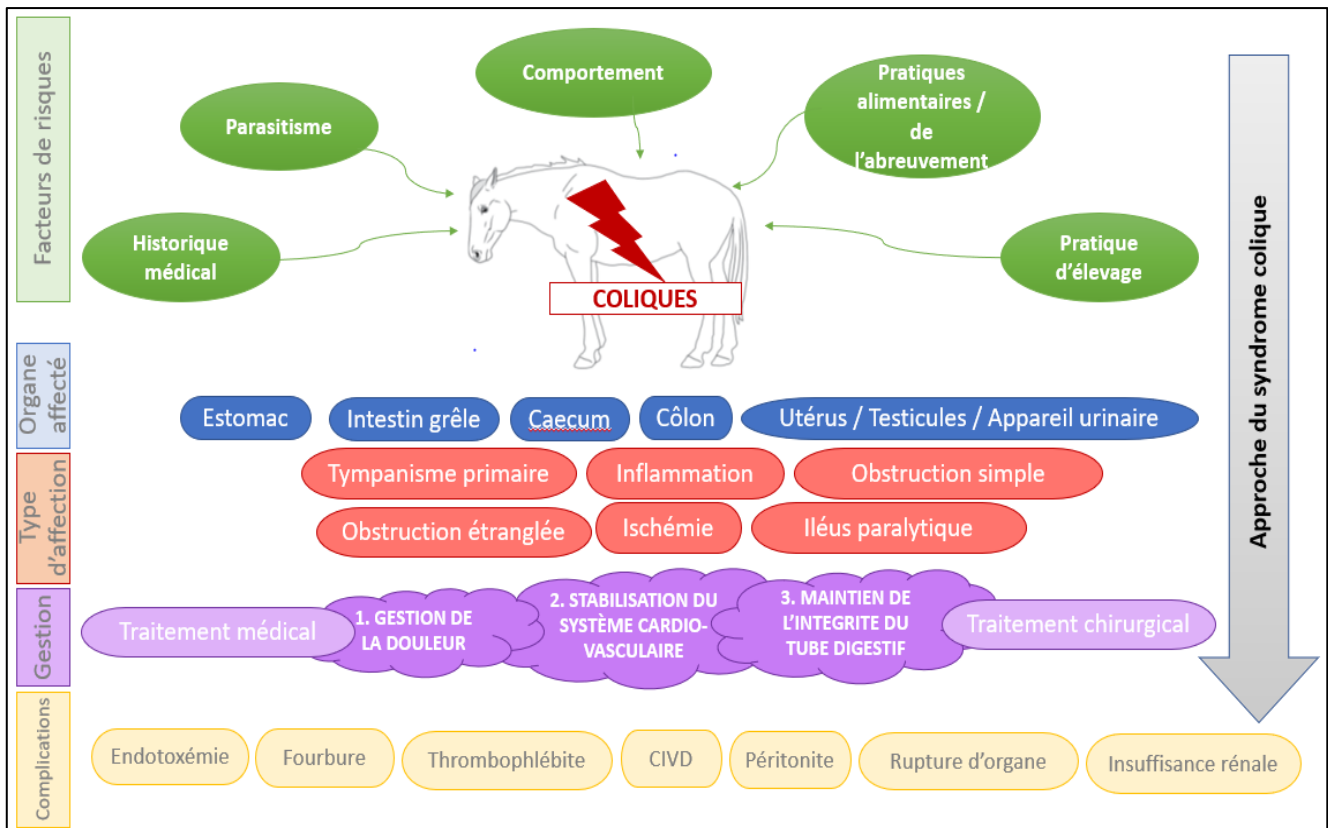 Facteurs de risques
Comportement
Pratiques
alimentaires /
de
l'abreuvement
Parasitisme
Historique
médical
Pratique
d'élevage
COLIQUES
Organe
affecté
Estomac
Intestin grêle
Caecum
Côlon
Utérus / Testicules / Appareil urinaire
Type
d'affection
Tympanisme primaire
Inflammation
Obstruction simple
Obstruction étranglée
Ischémie
Iléus paralytique
Gestion
Traitement médical
1. GESTION DE
LA DOULEUR
2. STABILISATION DU
SYSTÈME CARDIO-
VASCULAIRE
3. MAINTIEN DE
L'INTEGRITE DU
TUBE DIGESTIF
Traitement chirurgical
Complications
Endotoxémie
Fourbure
Thrombophlébite
CIVD
Péritonite
Rupture d'organe
Insuffisance rénale
Approche du syndrome colique